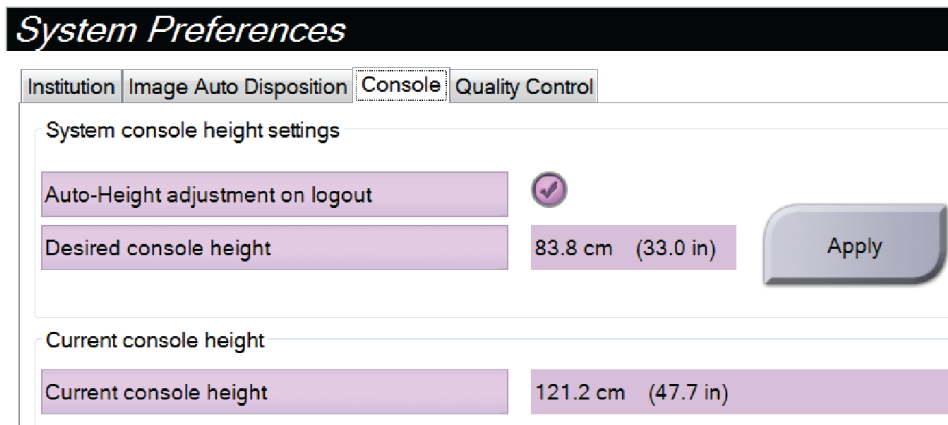 System Preferences
Institution Image Auto Disposition Console Quality Control
System console height settings
Auto-Height adjustment on logout
Desired console height 83.8 cm (33.0 in) Apply
Current console height
Current console height 121.2 cm (47.7 in)